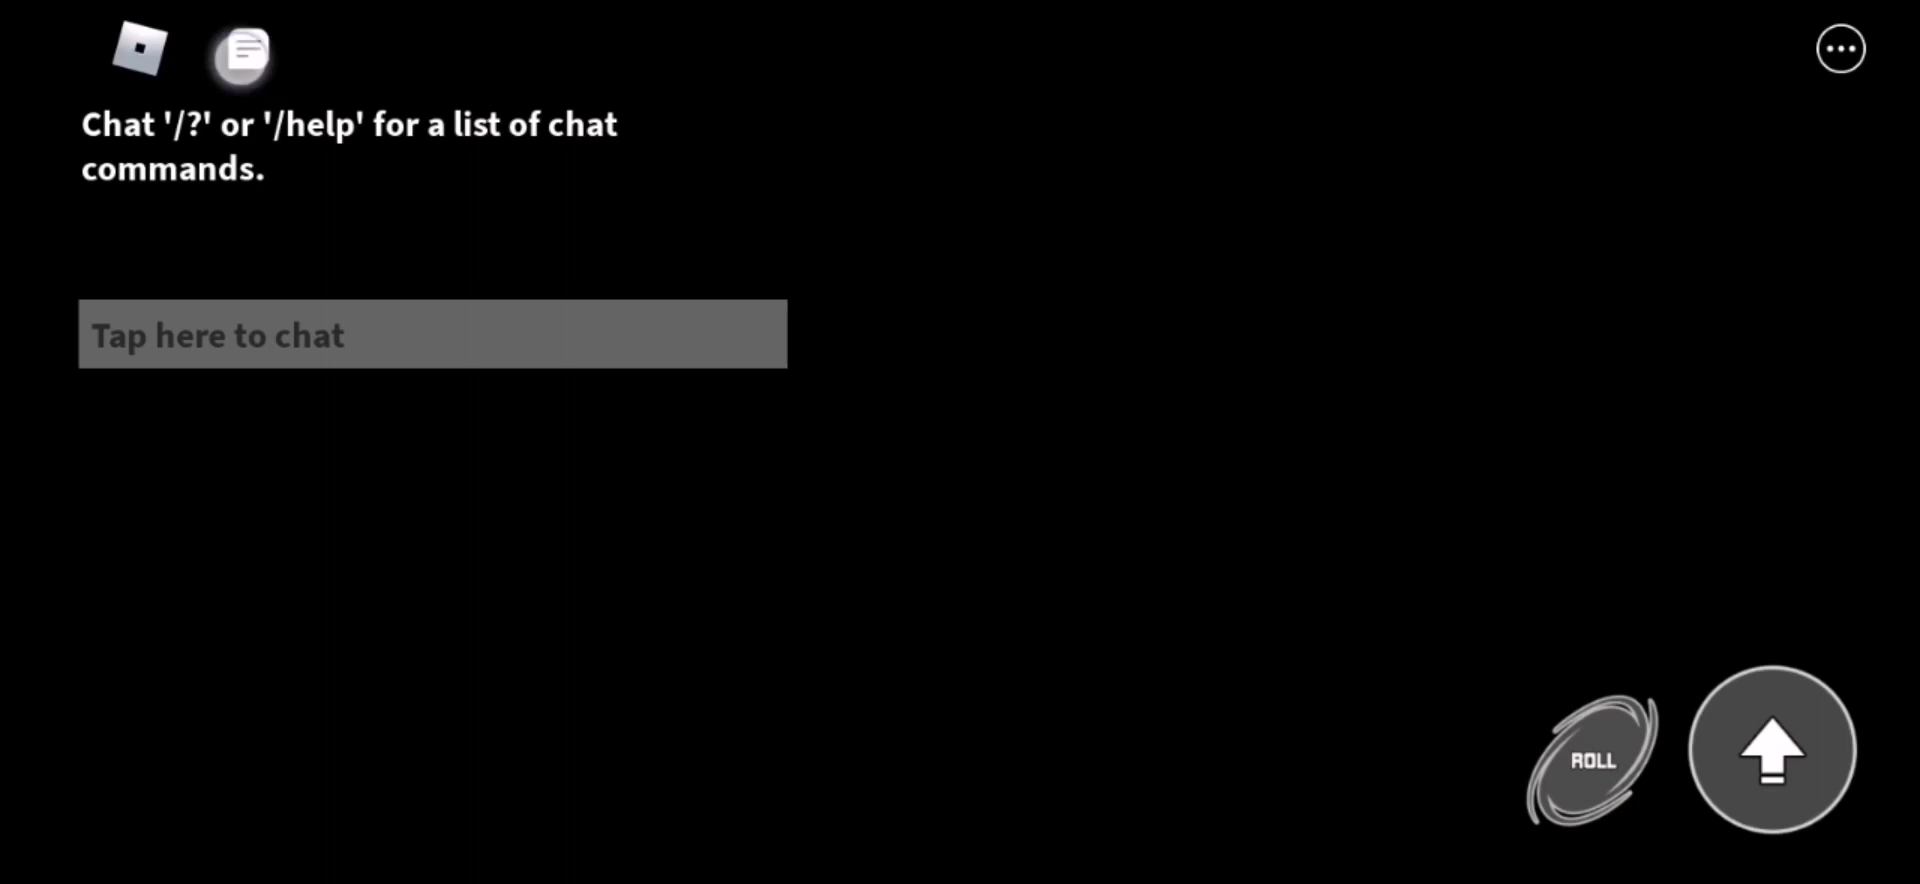 Chat '/?' or '/help' for a list of chat
commands.
Tap here to chat
ROLL